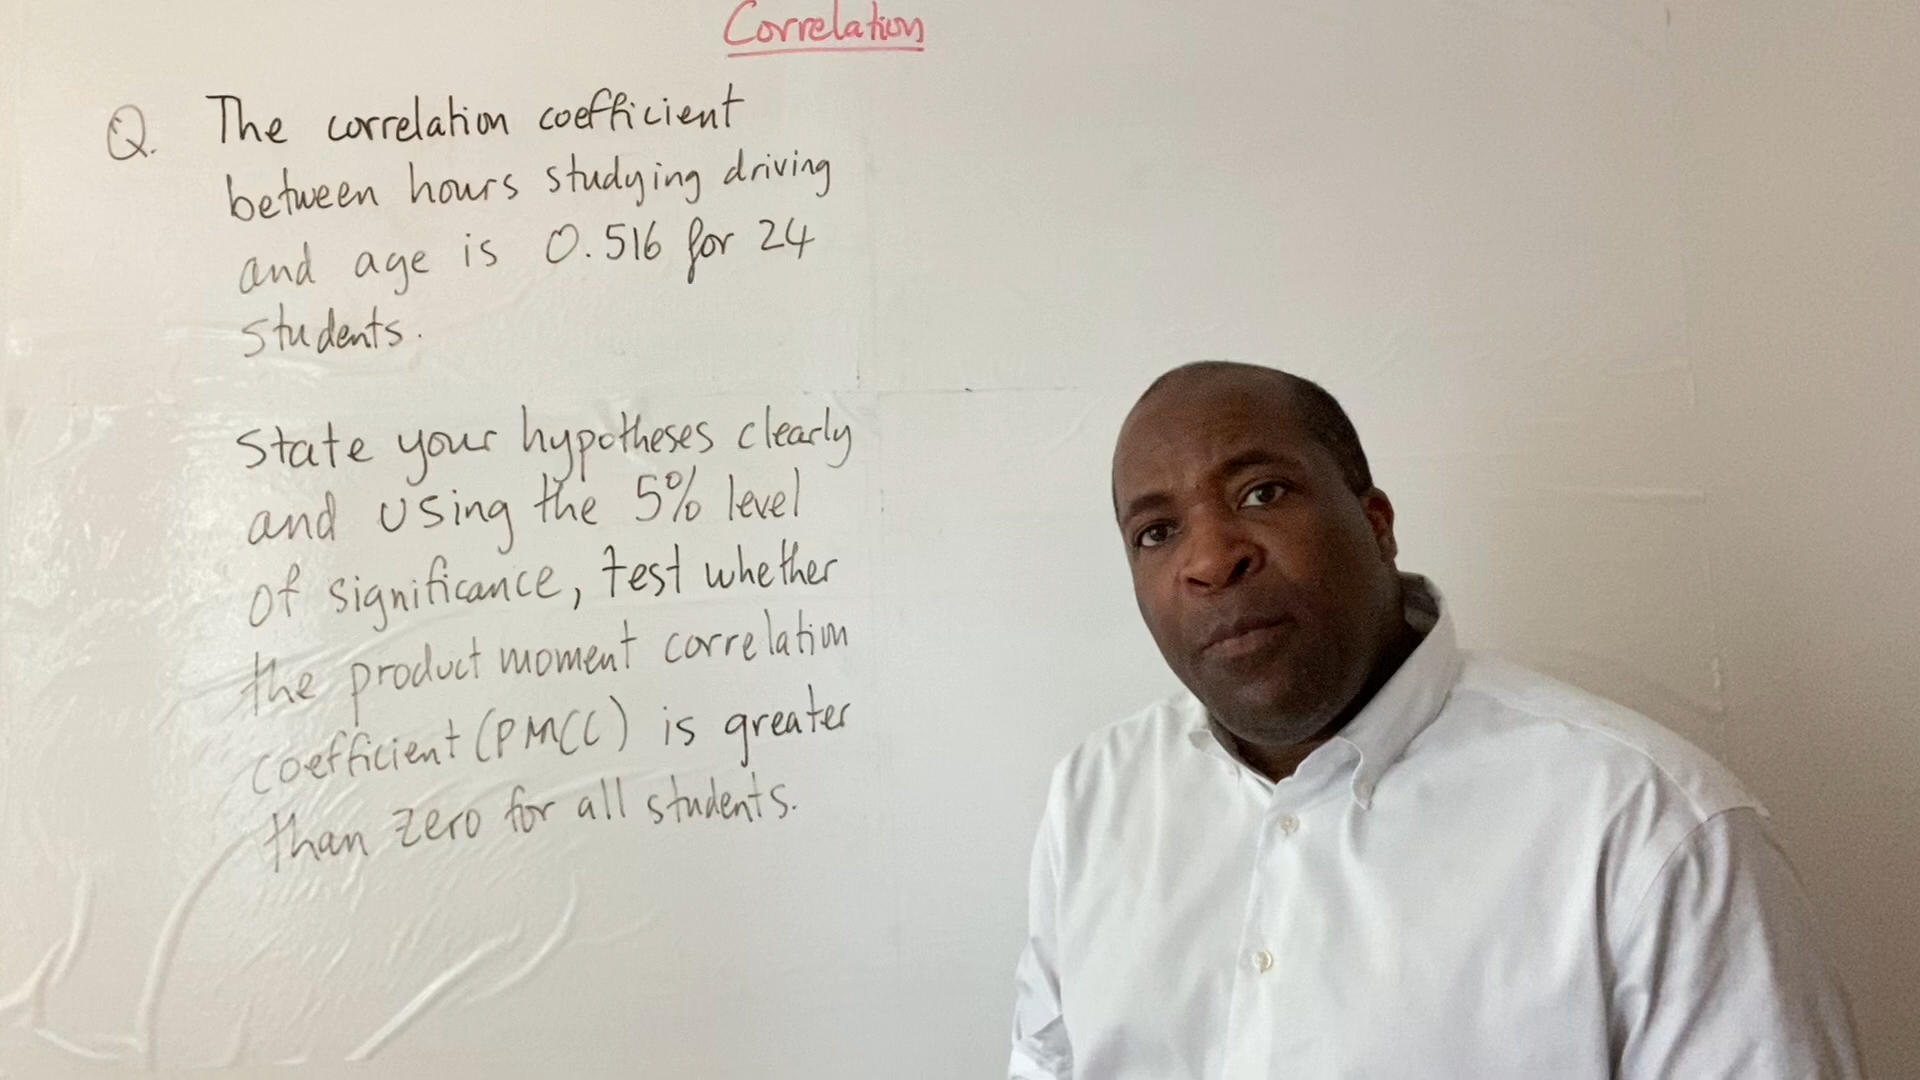 Correlation
Q. The correlation coefficient
between hours studying driving
and age is 0.516 for 24
students.
State your hypotheses clearly
and using the 5% level
of significance, test whether
the product moment correlation
coefficient (PMCC) is greater
than zero for all students.